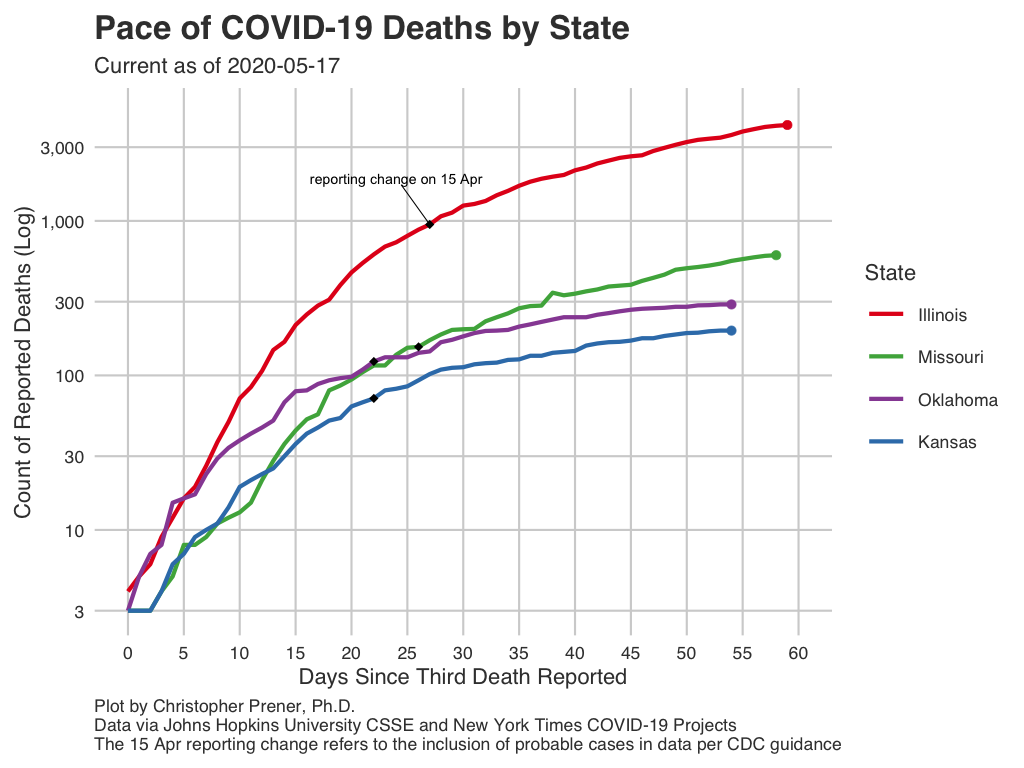 Pace of COVID-19 Deaths by State
Current as of 2020-05-17
Count of Reported Deaths (Log)
3,000
1,000
300
100
30
10
3
reporting change on 15 Apr
0 5 10 15 20 25 30 35 40 45 50 55 60
Days Since Third Death Reported
State
Illinois
Missouri
Oklahoma
Kansas
Plot by Christopher Prener, Ph.D.
Data via Johns Hopkins University CSSE and New York Times COVID-19 Projects
The 15 Apr reporting change refers to the inclusion of probable cases in data per CDC guidance